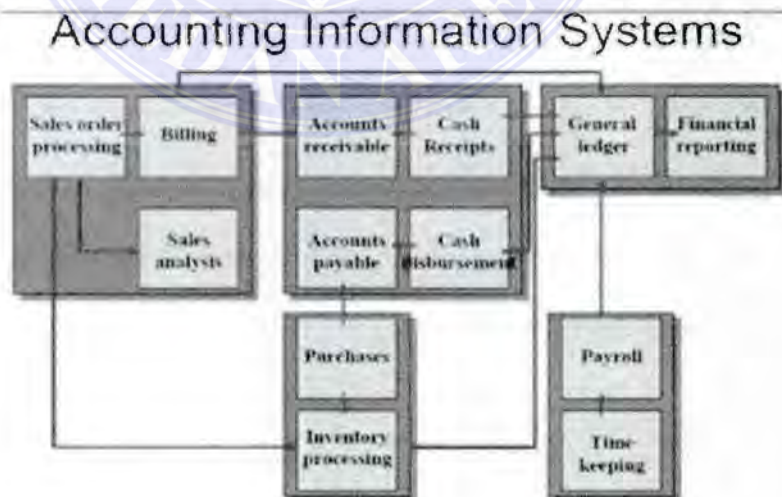 Accounting Information Systems
Sales order
processing
Billing
Accounts
receivable
Cash
Receipts
General
ledger
Financial
reporting
Sales
analysis
Accounts
payable
Cash
disbursement
Purchases
Payroll
Inventory
processing
Time
keeping